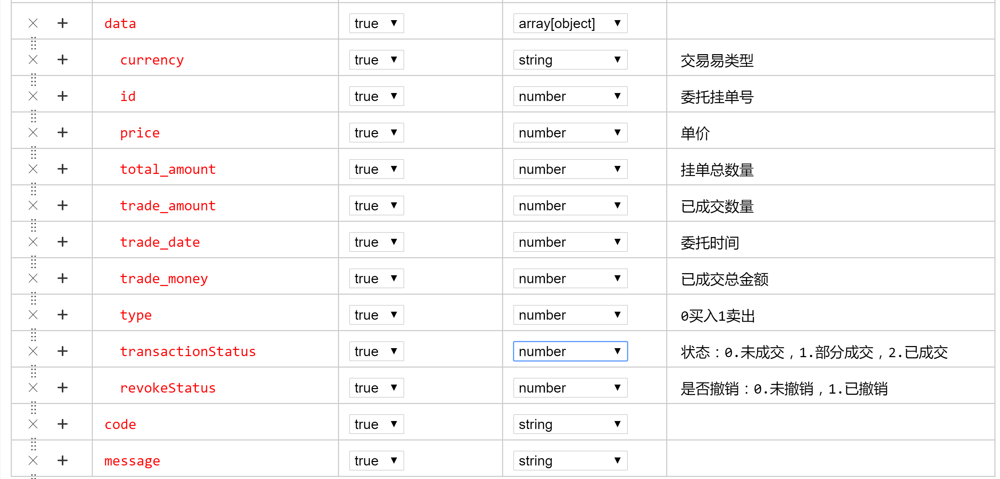 data true array[object]
currency true string 交易易类型
id true number 委托挂单号
price true number 单价
total_amount true number 挂单总数量
trade_amount true number 已成交数量
trade_date true number 委托时间
trade_money true number 已成交总金额
type true number 0买入1卖出
transactionStatus true number 状态：0.未成交，1.部分成交，2.已成交
revokeStatus true number 是否撤销：0.未撤销，1.已撤销
code true string
message true string